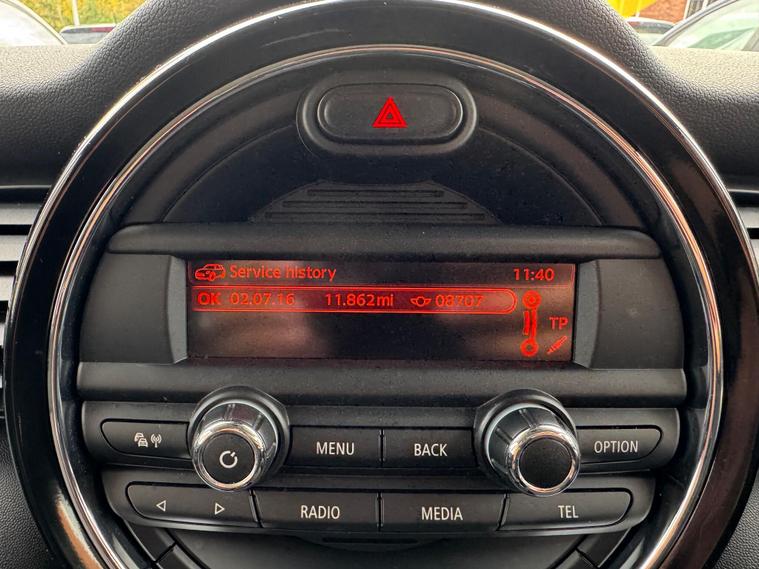 Service history 11:40
OK 02.07.16 11.862mi 08707
TP
MENU BACK OPTION
RADIO MEDIA TEL